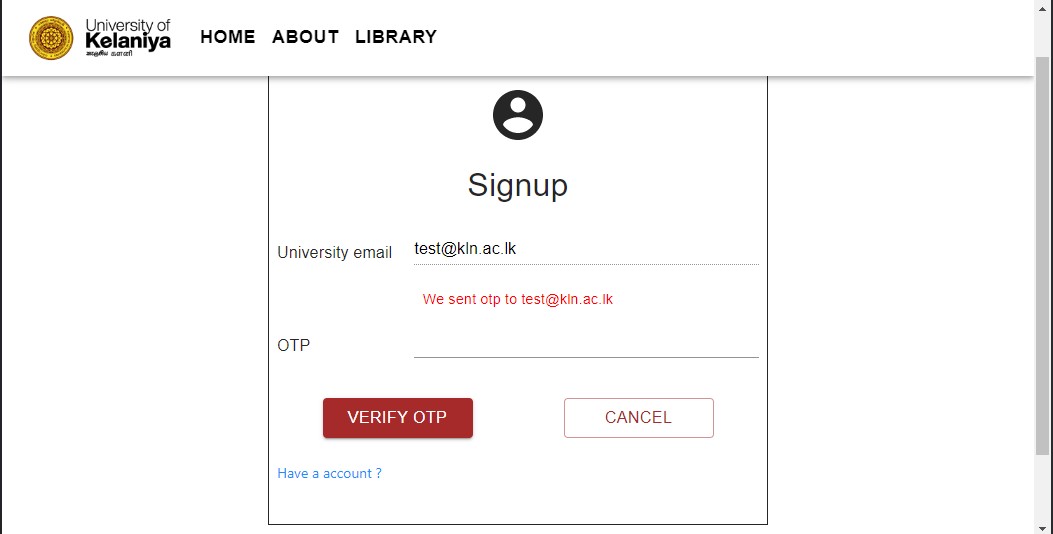 University of
Kelaniya
HOME ABOUT LIBRARY
Signup
University email test@kln.ac.lk
We sent otp to test@kln.ac.lk
OTP
VERIFY OTP CANCEL
Have a account ?